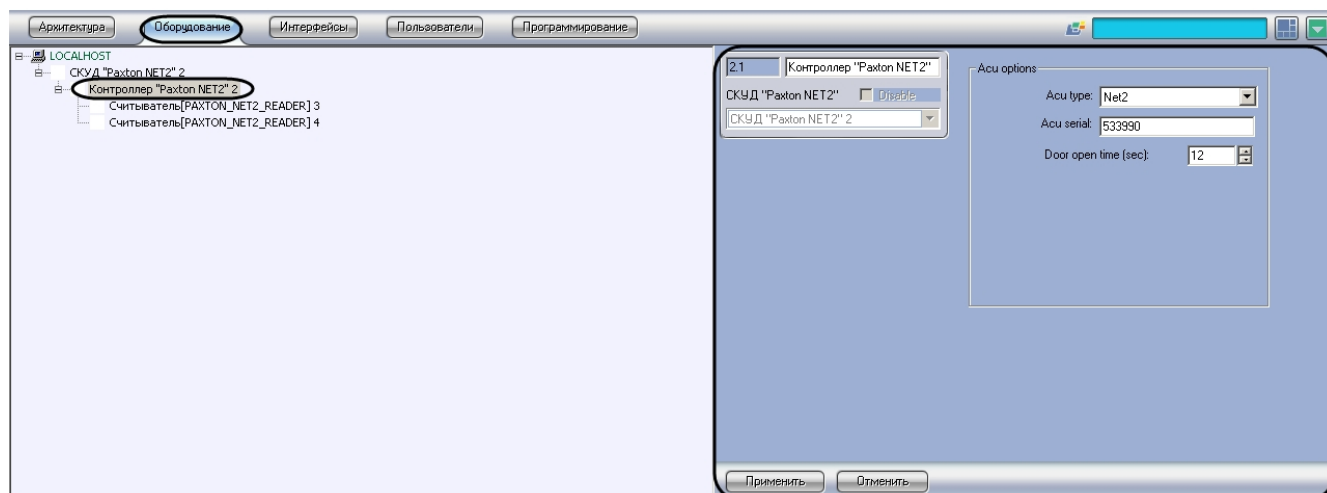 Архитектура Оборудование Интерфейсы Пользователи Программирование
LOCALHOST
СКУД "Paxton NET2" 2
Контроллер "Paxton NET2" 2
Считыватель[PAXTON_NET2_READER] 3
Считыватель[PAXTON_NET2_READER] 4
2.1 Контроллер "Paxton NET2"
СКУД "Paxton NET2" Disable
СКУД "Paxton NET2" 2
Acu options
Acu type: Net2
Acu serial: 533990
Door open time (sec): 12
Применить Отменить